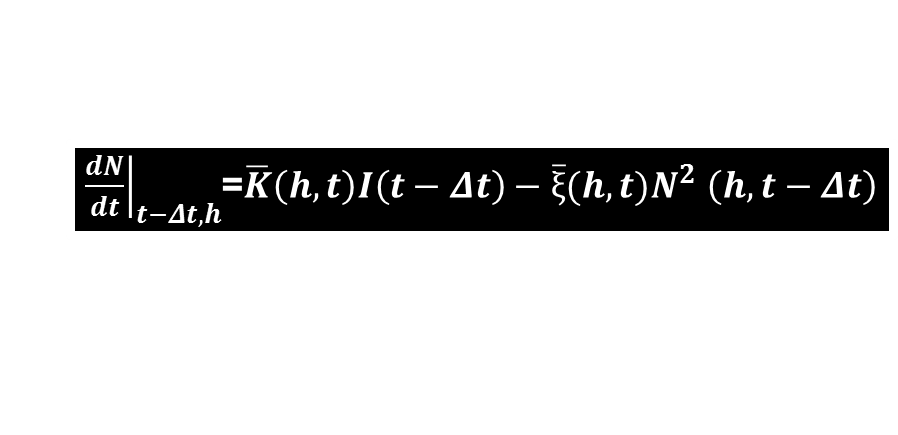 dN/dt|t−Δt,h=K̅(h,t)I(t − Δt) − ξ̅(h,t)N² (h,t − Δt)